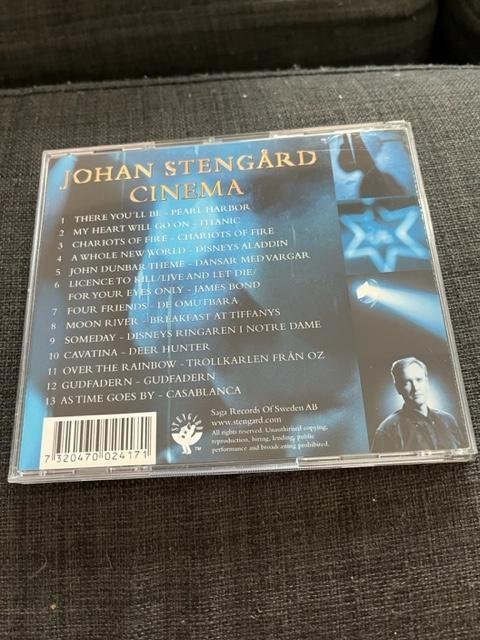 JOHAN STENGÅRD
CINEMA
1 THERE YOU'LL BE - PEARL HARBOR
2 MY HEART WILL GO ON - TITANIC
3 CHARIOTS OF FIRE - CHARIOTS OF FIRE
4 A WHOLE NEW WORLD - DISNEYS ALADDIN
5 JOHN DUNBAR THEME - DANSAR MED VARGAR
6 LICENCE TO KILL/LIVE AND LET DIE/
FOR YOUR EYES ONLY - JAMES BOND
7 FOUR FRIENDS - DE OMUTBARA
8 MOON RIVER - BREAKFAST AT TIFFANYS
9 SOMEDAY - DISNEYS RINGAREN I NOTRE DAME
10 CAVATINA - DEER HUNTER
11 OVER THE RAINBOW - TROLLKARLEN FRÅN OZ
12 GUDFADERN - GUDFADERN
13 AS TIME GOES BY - CASABLANCA
7 320470 024171
TM
Saga Records Of Sweden AB
www.stengard.com
All rights reserved. Unauthorized copying,
reproduction, hiring, lending, public
performance and broadcasting prohibited.